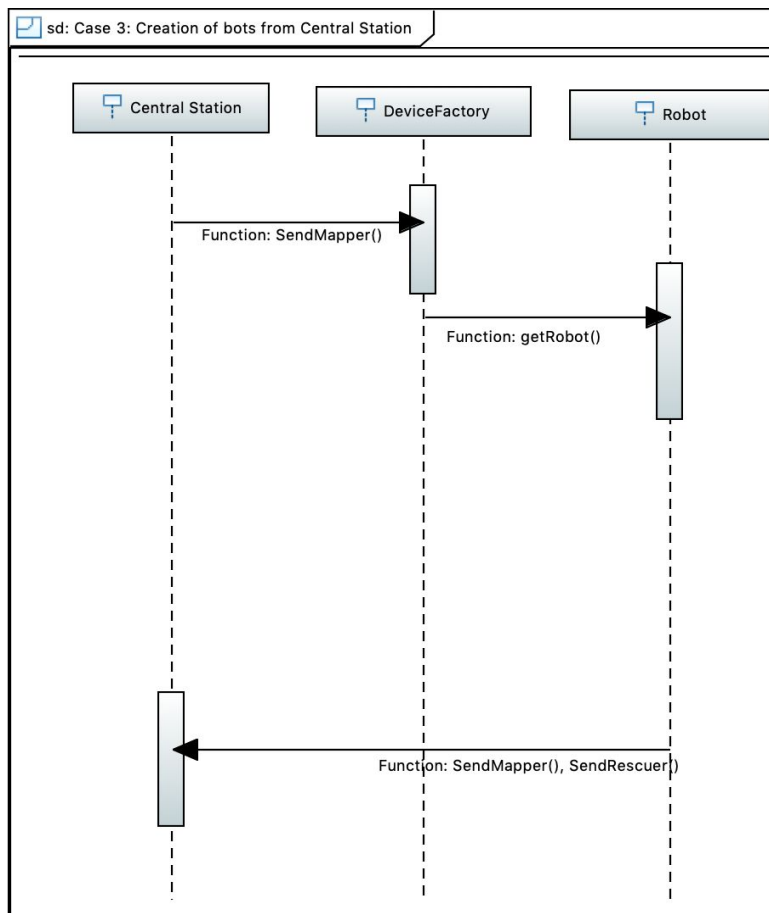 sd: Case 3: Creation of bots from Central Station
Central Station
DeviceFactory
Robot
Function: SendMapper()
Function: getRobot()
Function: SendMapper(), SendRescuer()